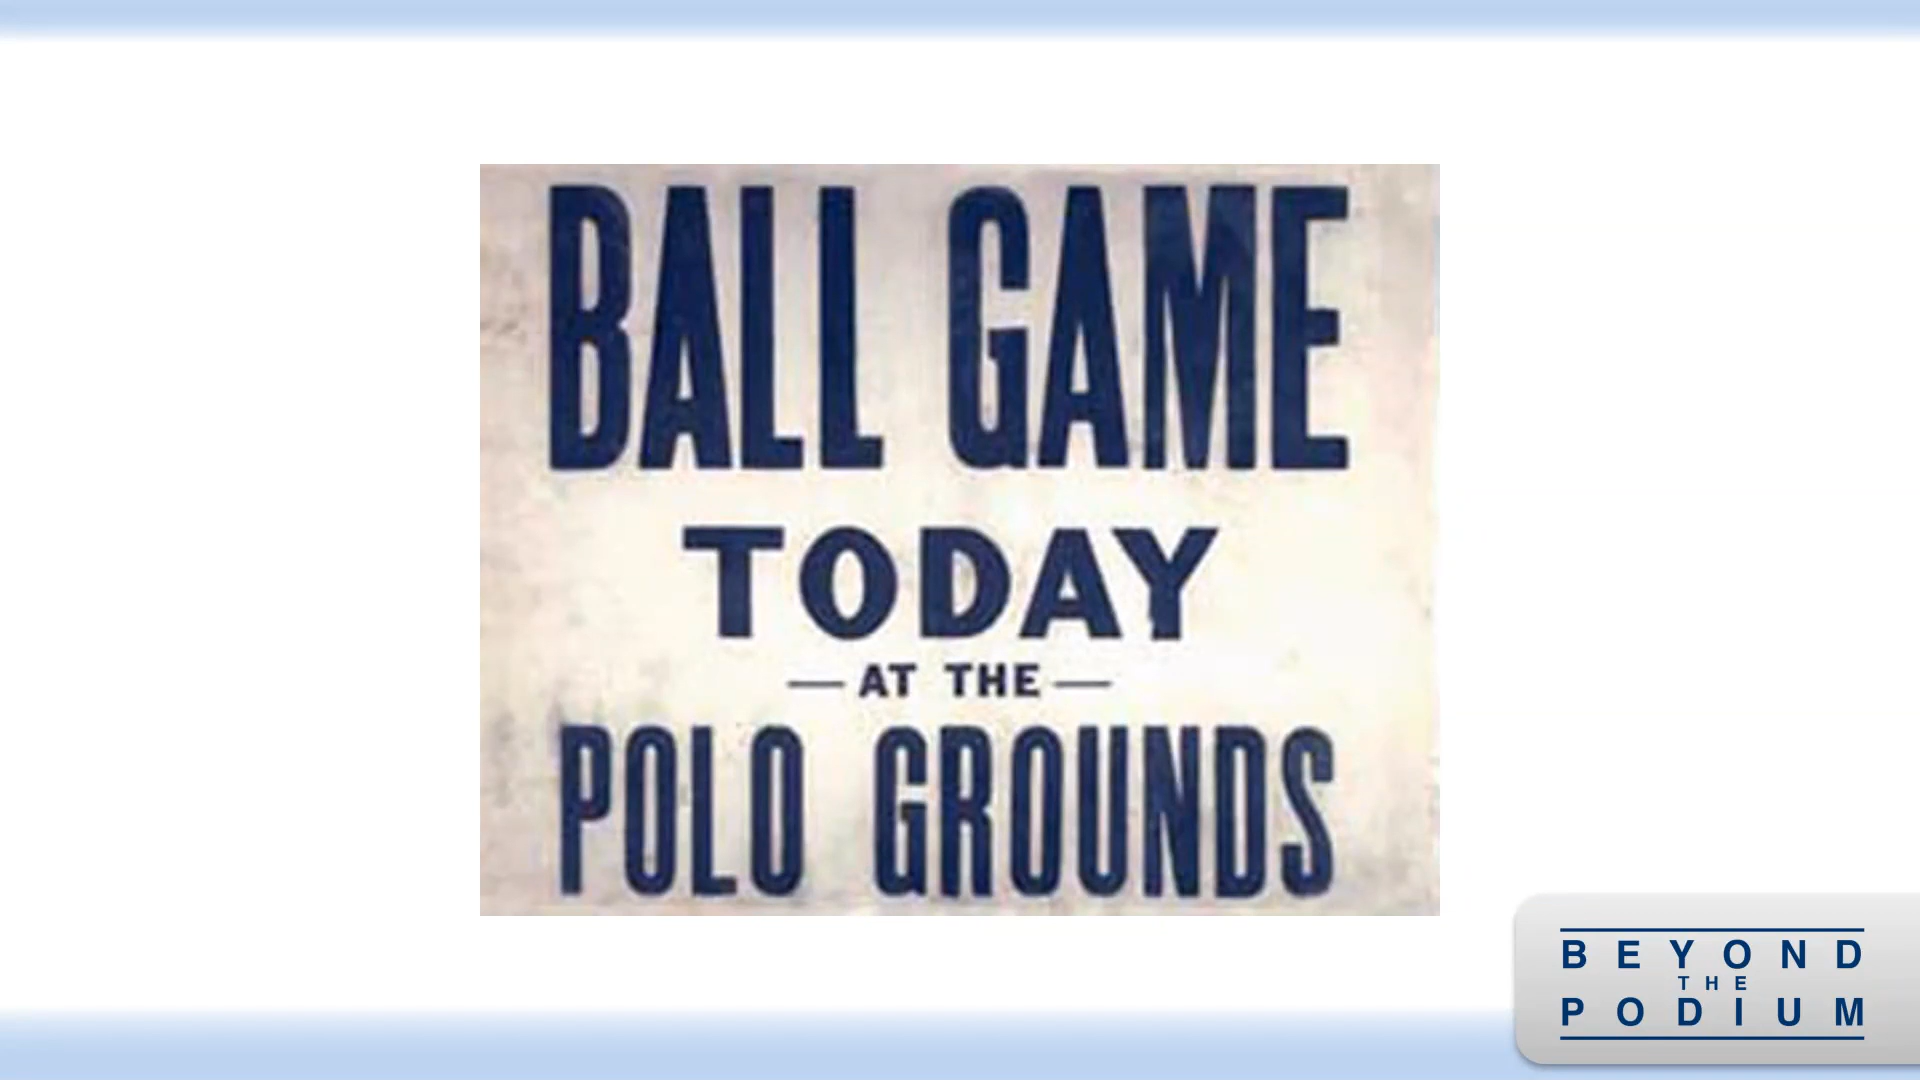 BALL GAME
TODAY
— AT THE —
POLO GROUNDS
BEYOND
THE
PODIUM